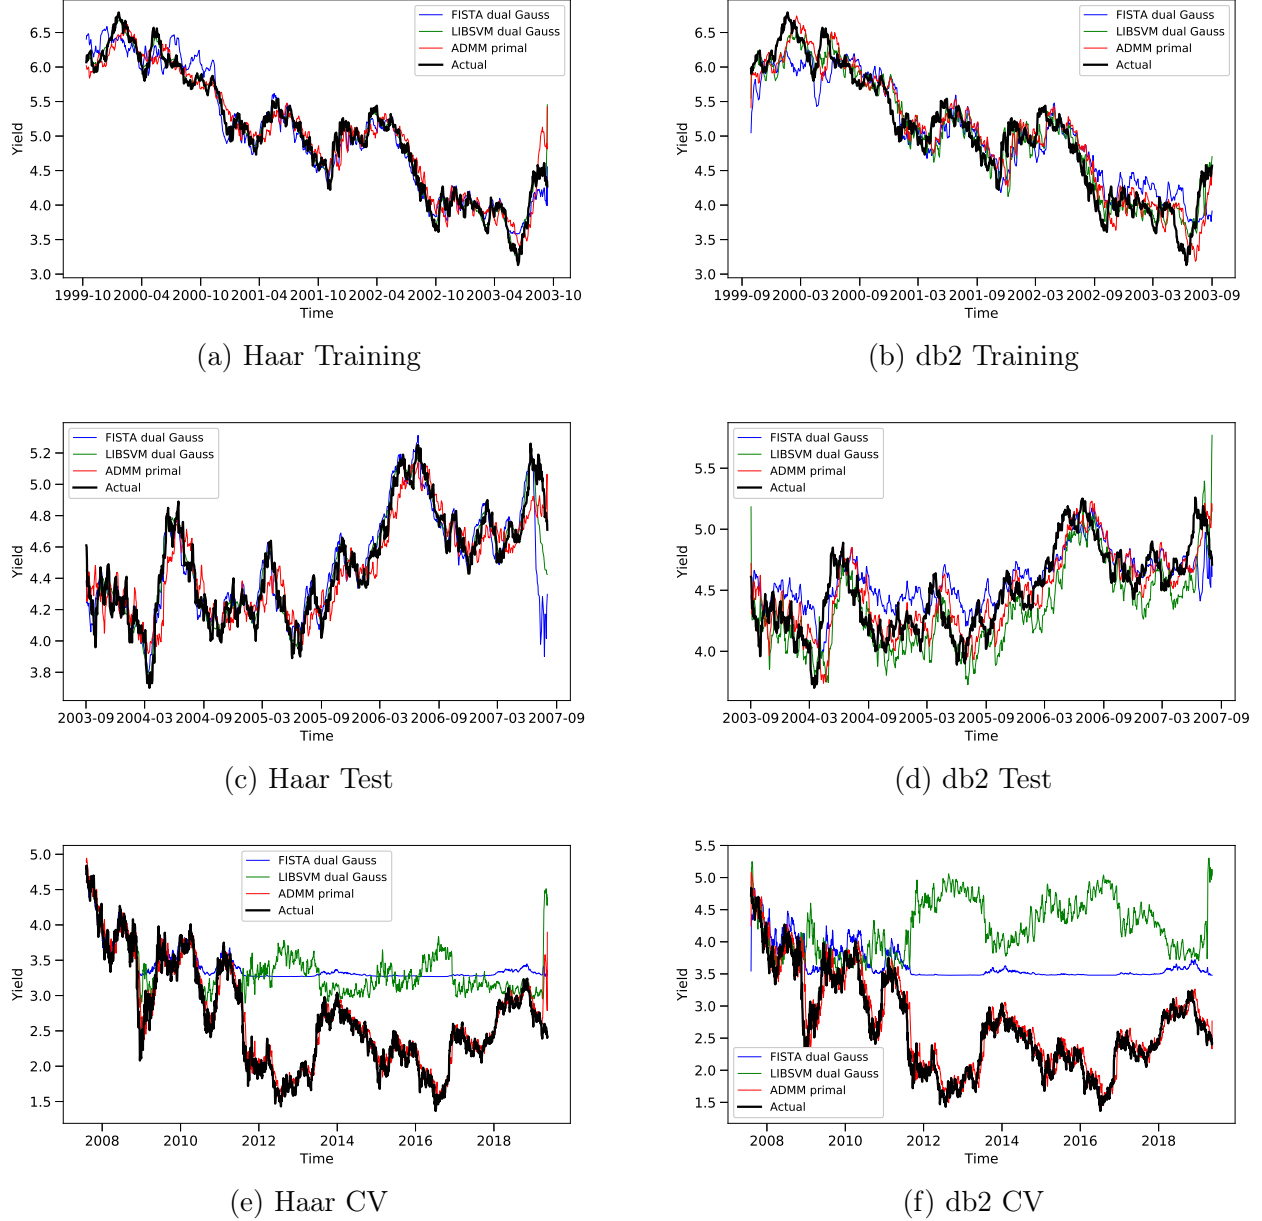 FISTA dual Gauss
LIBSVM dual Gauss
ADMM primal
Actual
6.5
6.0
5.5
5.0
4.5
4.0
3.5
3.0
Yield
1999-10 2000-04 2000-10 2001-04 2001-10 2002-04 2002-10 2003-04 2003-10
Time
(a) Haar Training
FISTA dual Gauss
LIBSVM dual Gauss
ADMM primal
Actual
6.5
6.0
5.5
5.0
4.5
4.0
3.5
3.0
Yield
1999-09 2000-03 2000-09 2001-03 2001-09 2002-03 2002-09 2003-03 2003-09
Time
(b) db2 Training
FISTA dual Gauss
LIBSVM dual Gauss
ADMM primal
Actual
5.2
5.0
4.8
4.6
4.4
4.2
4.0
3.8
Yield
2003-09 2004-03 2004-09 2005-03 2005-09 2006-03 2006-09 2007-03 2007-09
Time
(c) Haar Test
FISTA dual Gauss
LIBSVM dual Gauss
ADMM primal
Actual
5.5
5.0
4.5
4.0
Yield
2003-09 2004-03 2004-09 2005-03 2005-09 2006-03 2006-09 2007-03 2007-09
Time
(d) db2 Test
FISTA dual Gauss
LIBSVM dual Gauss
ADMM primal
Actual
5.0
4.5
4.0
3.5
3.0
2.5
2.0
1.5
Yield
2008 2010 2012 2014 2016 2018
Time
(e) Haar CV
5.5
5.0
4.5
4.0
3.5
3.0
2.5
2.0
1.5
Yield
FISTA dual Gauss
LIBSVM dual Gauss
ADMM primal
Actual
2008 2010 2012 2014 2016 2018
Time
(f) db2 CV